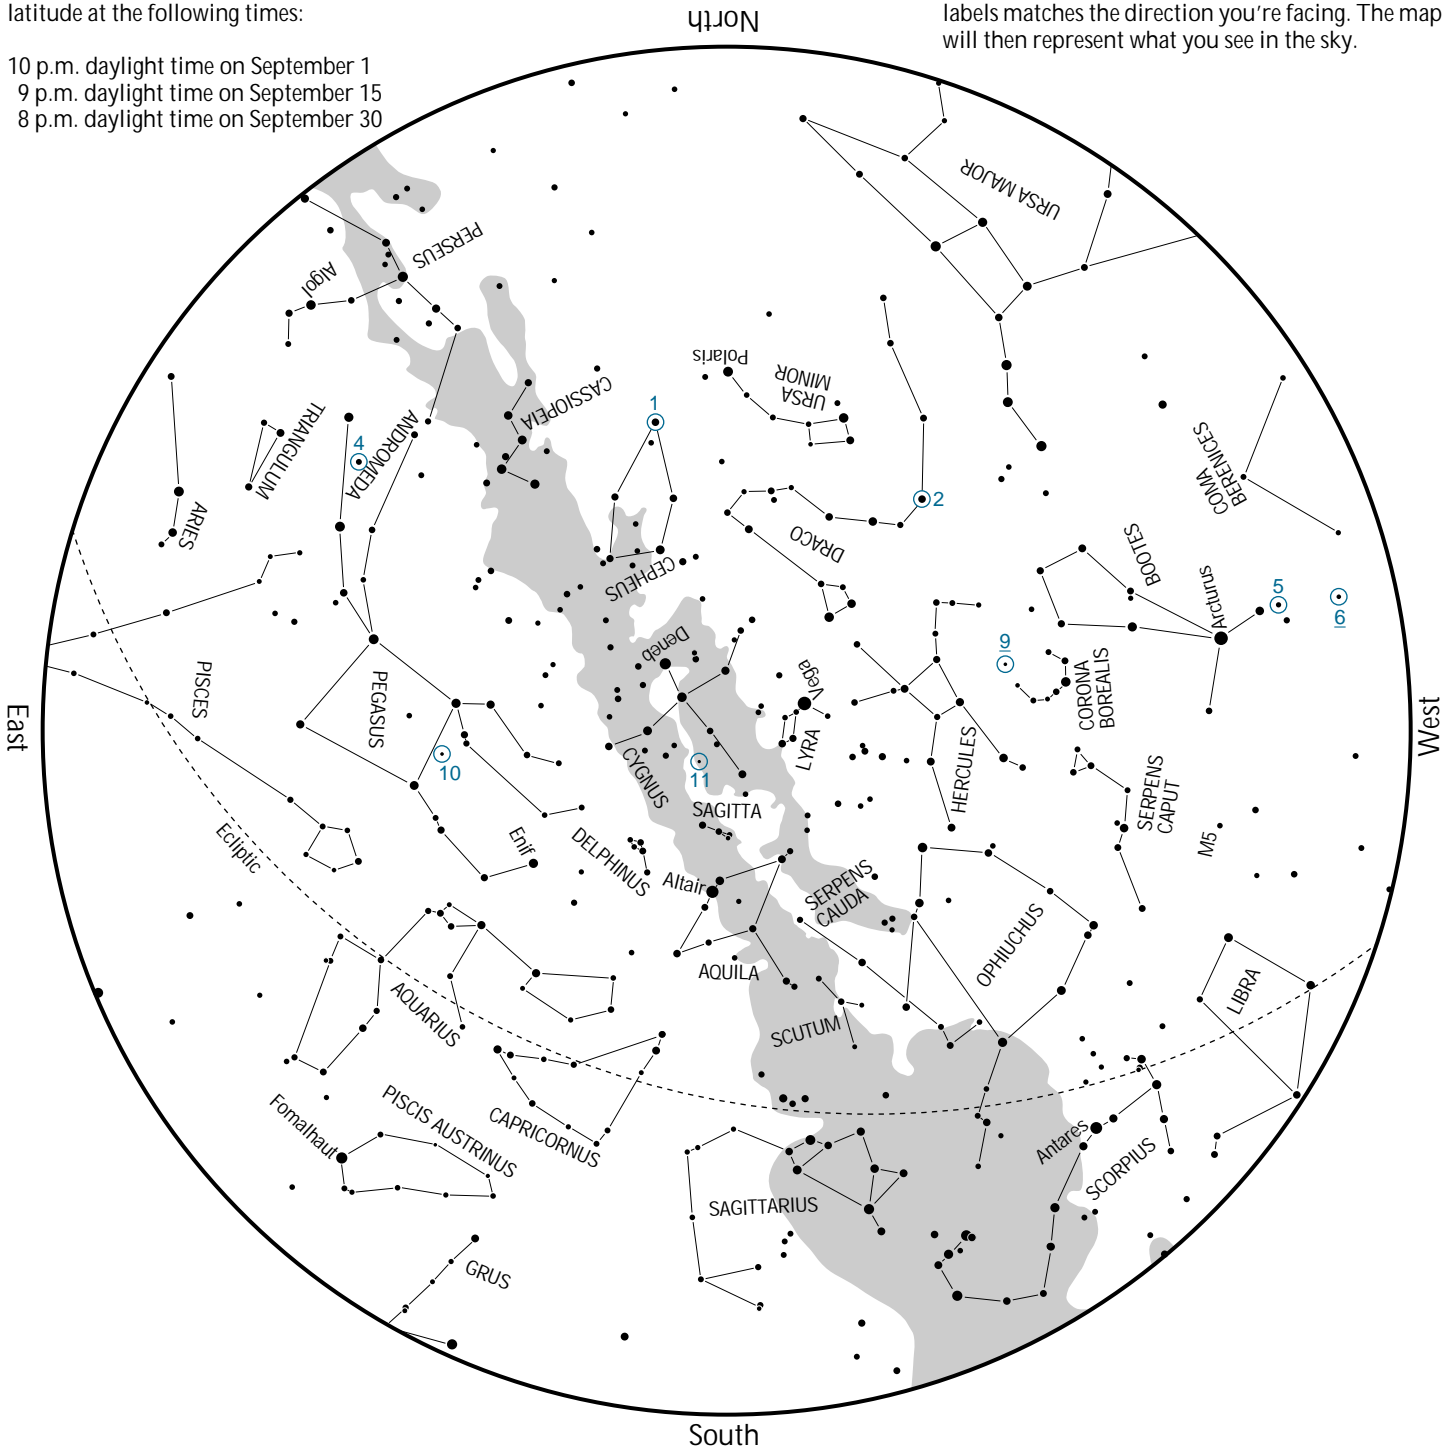 latitude at the following times:
10 p.m. daylight time on September 1
9 p.m. daylight time on September 15
8 p.m. daylight time on September 30
labels matches the direction you're facing. The map
will then represent what you see in the sky.
North
URSA MAJOR
PERSEUS
Algol
Polaris
URSA
MINOR
CASSIOPEIA
1
TRIANGULUM
ANDROMEDA
4
2
COMA
BERENICES
ARIES
DRACO
BOOTES
CEPHEUS
Arcturus
5
6
Deneb
9
PISCES
PEGASUS
Vega
CORONA
BOREALIS
East
West
10
CYGNUS
11
LYRA
HERCULES
SERPENS
CAPUT
SAGITTA
M5
Ecliptic
Enif
DELPHINUS
Altair
SERPENS
CAUDA
OPHIUCHUS
AQUILA
LIBRA
AQUARIUS
SCUTUM
Fomalhaut
PISCIS AUSTRINUS
CAPRICORNUS
Antares
SCORPIUS
SAGITTARIUS
GRUS
South